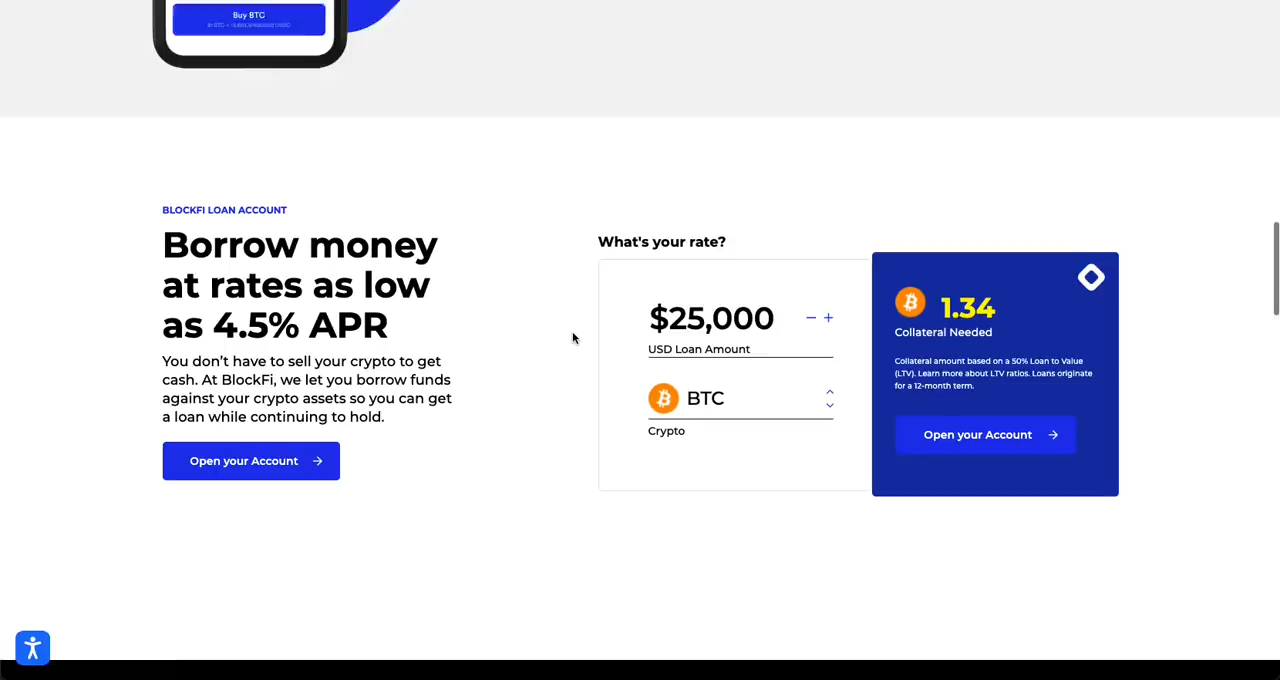 Buy BTC
BLOCKFI LOAN ACCOUNT
Borrow money
at rates as low
as 4.5% APR
You don’t have to sell your crypto to get
cash. At BlockFi, we let you borrow funds
against your crypto assets so you can get
a loan while continuing to hold.
Open your Account
What's your rate?
$25,000
USD Loan Amount
BTC
Crypto
1.34
Collateral Needed
Collateral amount based on a 50% Loan to Value
(LTV). Learn more about LTV ratios. Loans originate
for a 12-month term.
Open your Account